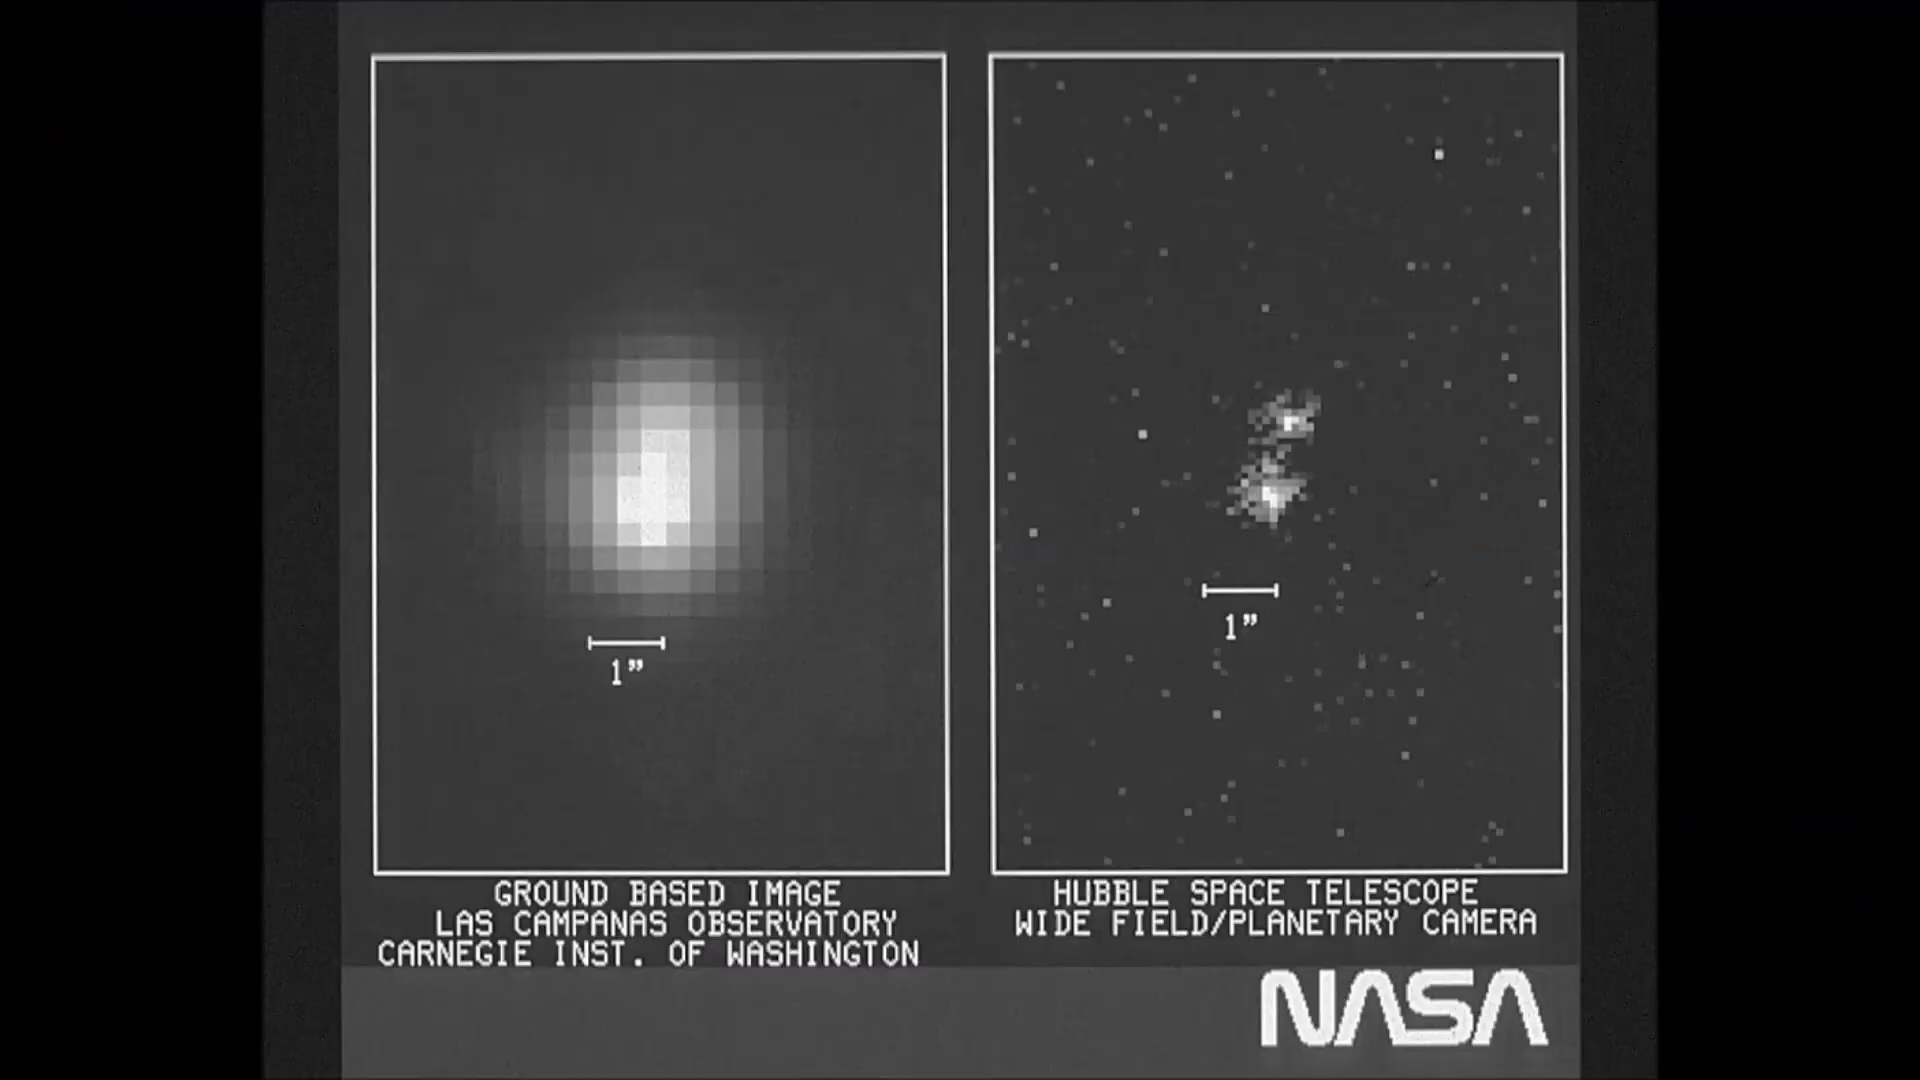 1”
1”
GROUND BASED IMAGE
LAS CAMPANAS OBSERVATORY
CARNEGIE INST. OF WASHINGTON
HUBBLE SPACE TELESCOPE
WIDE FIELD/PLANETARY CAMERA
NASA